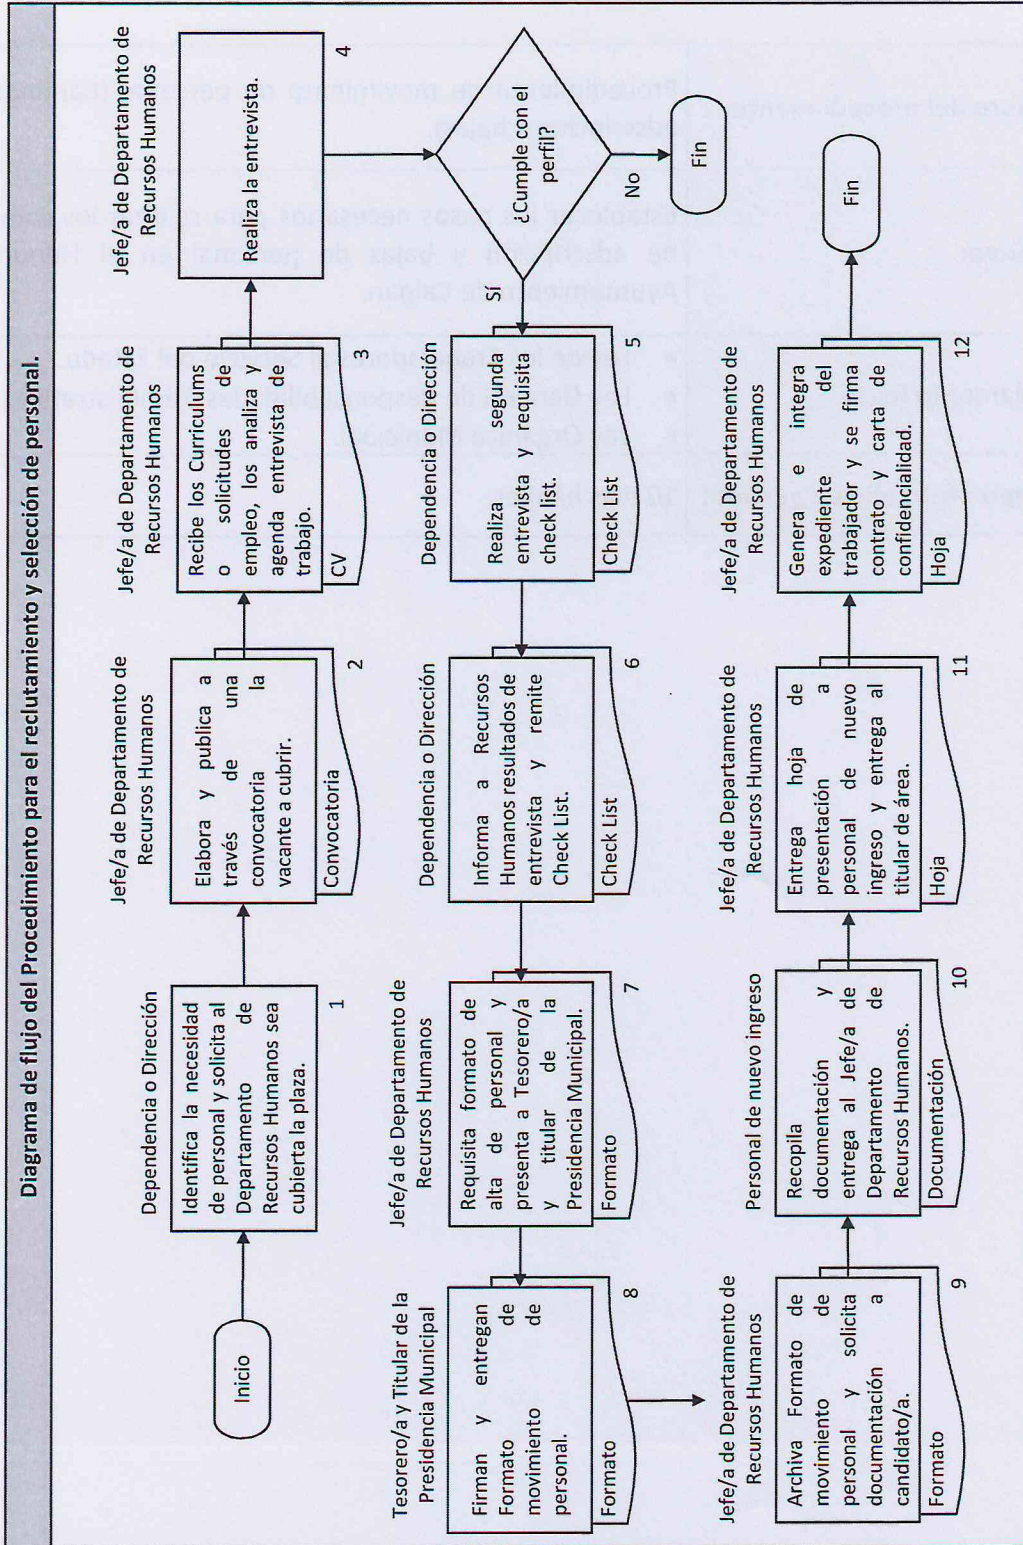 Diagrama de flujo del Procedimiento para el reclutamiento y selección de personal.
Inicio
Dependencia o Dirección
Identifica la necesidad
de personal y solicita al
Departamento de
Recursos Humanos sea
cubierta la plaza.
1
Jefe/a de Departamento de
Recursos Humanos
Elabora y publica a
través de una
convocatoria la
vacante a cubrir.
Convocatoria
2
Jefe/a de Departamento de
Recursos Humanos
Recibe los Curriculums
o solicitudes de
empleo, los analiza y
agenda entrevista de
trabajo.
CV
3
Jefe/a de Departamento de
Recursos Humanos
Realiza la entrevista.
4
¿Cumple con el
perfil?
No
Fin
Si
Dependencia o Dirección
Realiza segunda
entrevista y requisita
check list.
Check List
5
Dependencia o Dirección
Informa a Recursos
Humanos resultados de
entrevista y remite
Check List.
Check List
6
Jefe/a de Departamento de
Recursos Humanos
Requisita formato de
alta de personal y
presenta a Tesorero/a
y titular de la
Presidencia Municipal.
Formato
7
Tesorero/a y Titular de la
Presidencia Municipal
Firman y entregan
Formato de
movimiento de
personal.
Formato
8
Jefe/a de Departamento de
Recursos Humanos
Archiva Formato de
movimiento de
personal y solicita
documentación a
candidato/a.
Formato
9
Personal de nuevo ingreso
Recopila
documentación y
entrega al Jefe/a de
Departamento de
Recursos Humanos.
Documentación
10
Jefe/a de Departamento de
Recursos Humanos
Entrega hoja de
presentación a
personal de nuevo
ingreso y entrega al
titular de área.
Hoja
11
Jefe/a de Departamento de
Recursos Humanos
Genera e intgra
expediente del
trabajador y se firma
contrato y carta de
confidencialidad.
Hoja
12
Fin